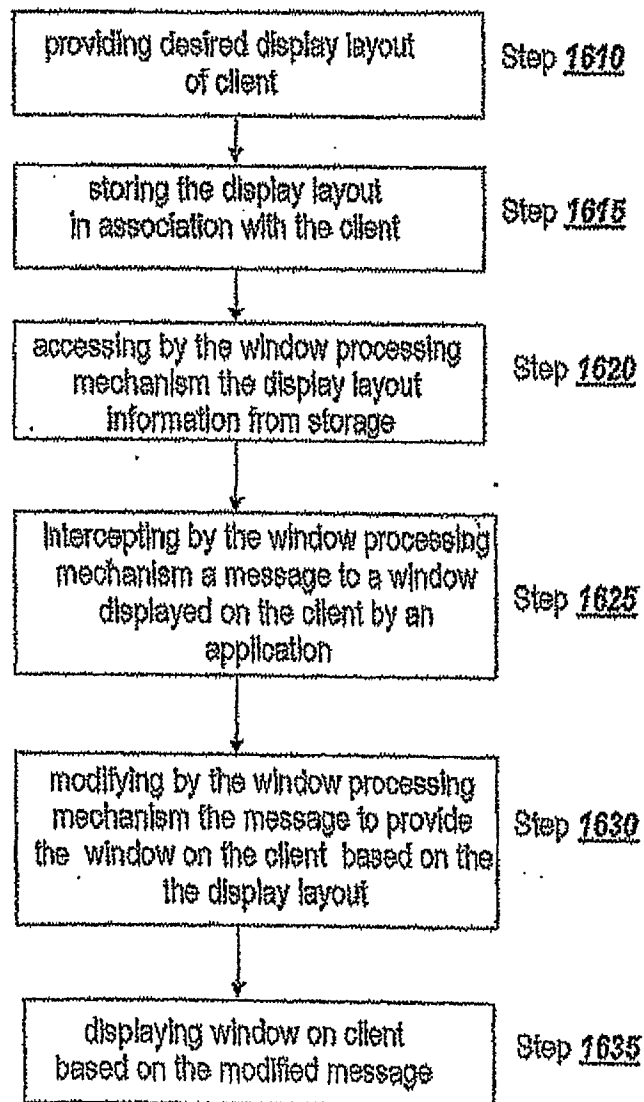 providing desired display layout
of client
Step 1610
storing the display layout
in association with the client
Step 1615
accessing by the window processing
mechanism the display layout
information from storage
Step 1620
intercepting by the window processing
mechanism a message to a window
displayed on the client by an
application
Step 1625
modifying by the window processing
mechanism the message to provide
the window on the client based on the
the display layout
Step 1630
displaying window on client
based on the modified message
Step 1635